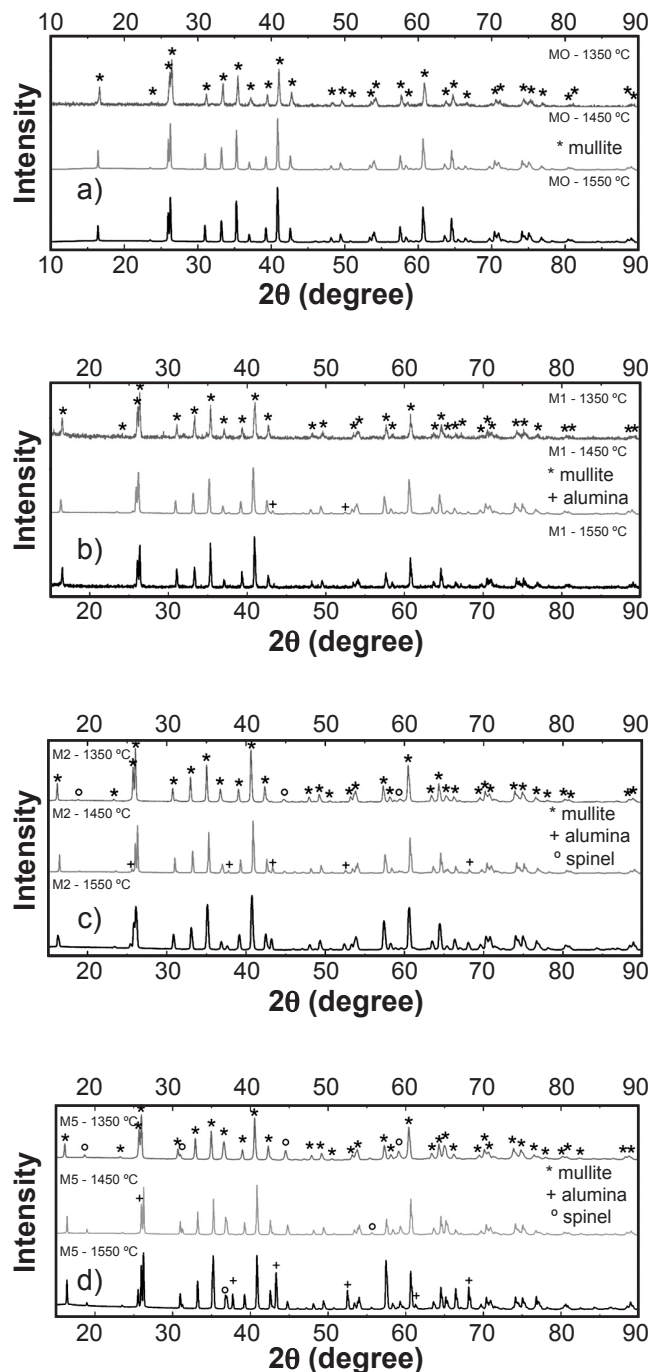 10 20 30 40 50 60 70 80 90
MO - 1350 ºC
MO - 1450 ºC
* mullite
MO - 1550 ºC
Intensity
a)
10 20 30 40 50 60 70 80 90
2θ (degree)
20 30 40 50 60 70 80 90
M1 - 1350 ºC
M1 - 1450 ºC
* mullite
+ alumina
M1 - 1550 ºC
Intensity
b)
20 30 40 50 60 70 80 90
2θ (degree)
20 30 40 50 60 70 80 90
M2 - 1350 ºC
* mullite
M2 - 1450 ºC
+ alumina
o spinel
M2 - 1550 ºC
Intensity
c)
20 30 40 50 60 70 80 90
2θ (degree)
20 30 40 50 60 70 80 90
M5 - 1350 ºC
* mullite
M5 - 1450 ºC
+ alumina
o spinel
M5 - 1550 ºC
Intensity
d)
20 30 40 50 60 70 80 90
2θ (degree)